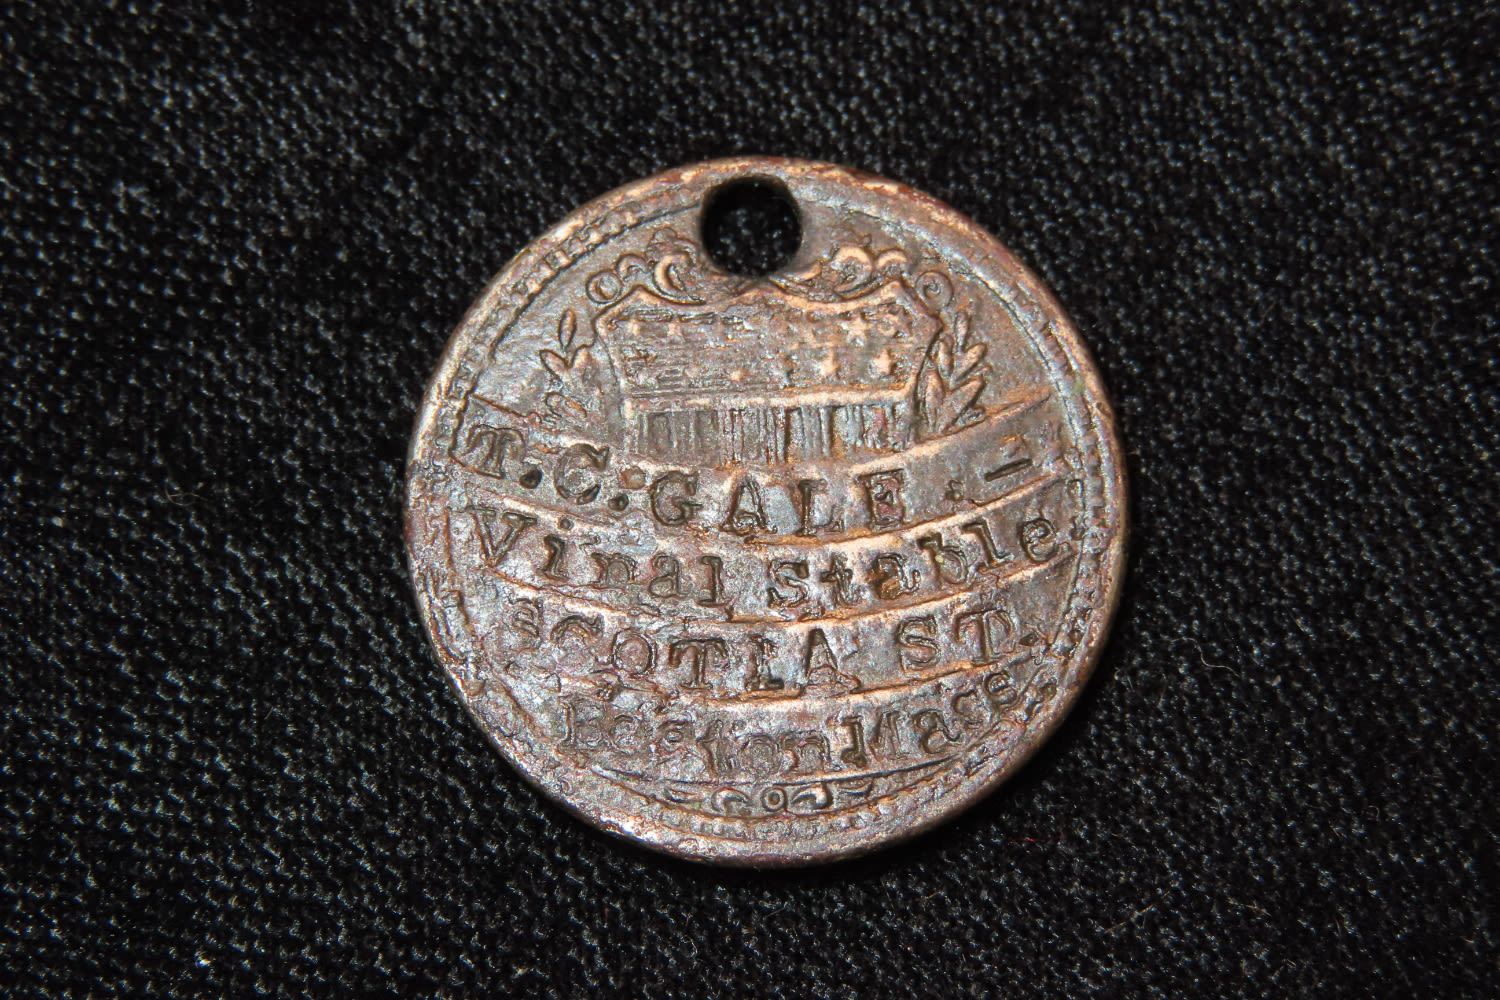 T. C. GALE. -
Vinal Stable
SCOTIA ST.
Boston Mass